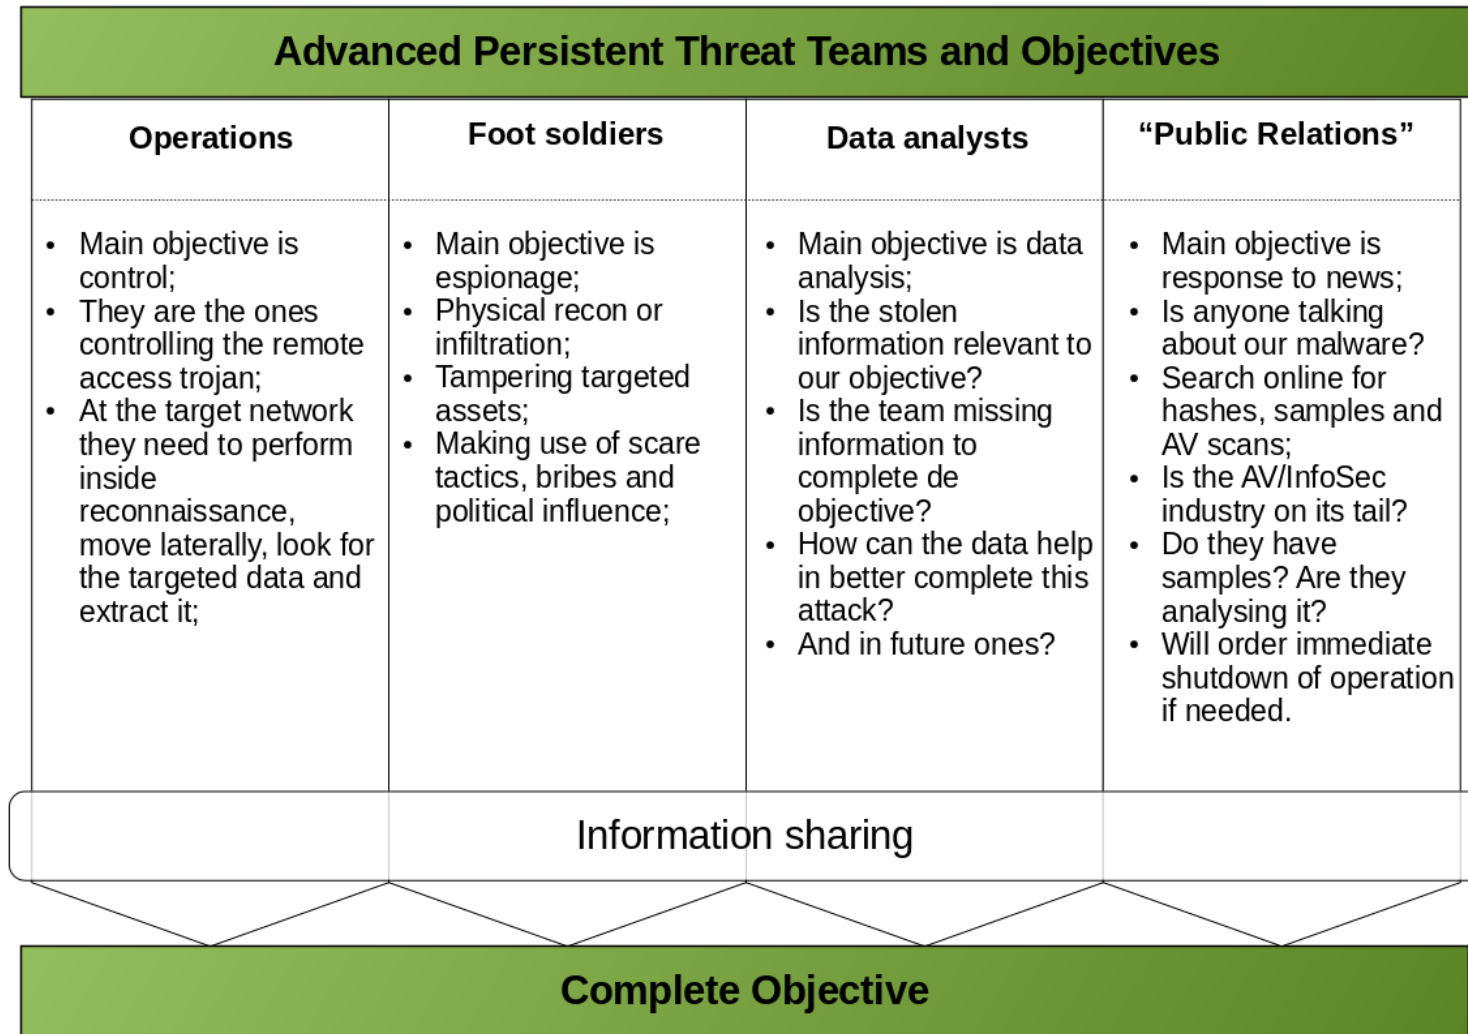 Advanced Persistent Threat Teams and Objectives
Operations
• Main objective is
control;
• They are the ones
controlling the remote
access trojan;
• At the target network
they need to perform
inside
reconnaissance,
move laterally, look for
the targeted data and
extract it;
Foot soldiers
• Main objective is
espionage;
• Physical recon or
infiltration;
• Tampering targeted
assets;
• Making use of scare
tactics, bribes and
political influence;
Data analysts
• Main objective is data
analysis;
• Is the stolen
information relevant to
our objective?
• Is the team missing
information to
complete de
objective?
• How can the data help
in better complete this
attack?
• And in future ones?
“Public Relations”
• Main objective is
response to news;
• Is anyone talking
about our malware?
• Search online for
hashes, samples and
AV scans;
• Is the AV/InfoSec
industry on its tail?
• Do they have
samples? Are they
analysing it?
• Will order immediate
shutdown of operation
if needed.
Information sharing
Complete Objective